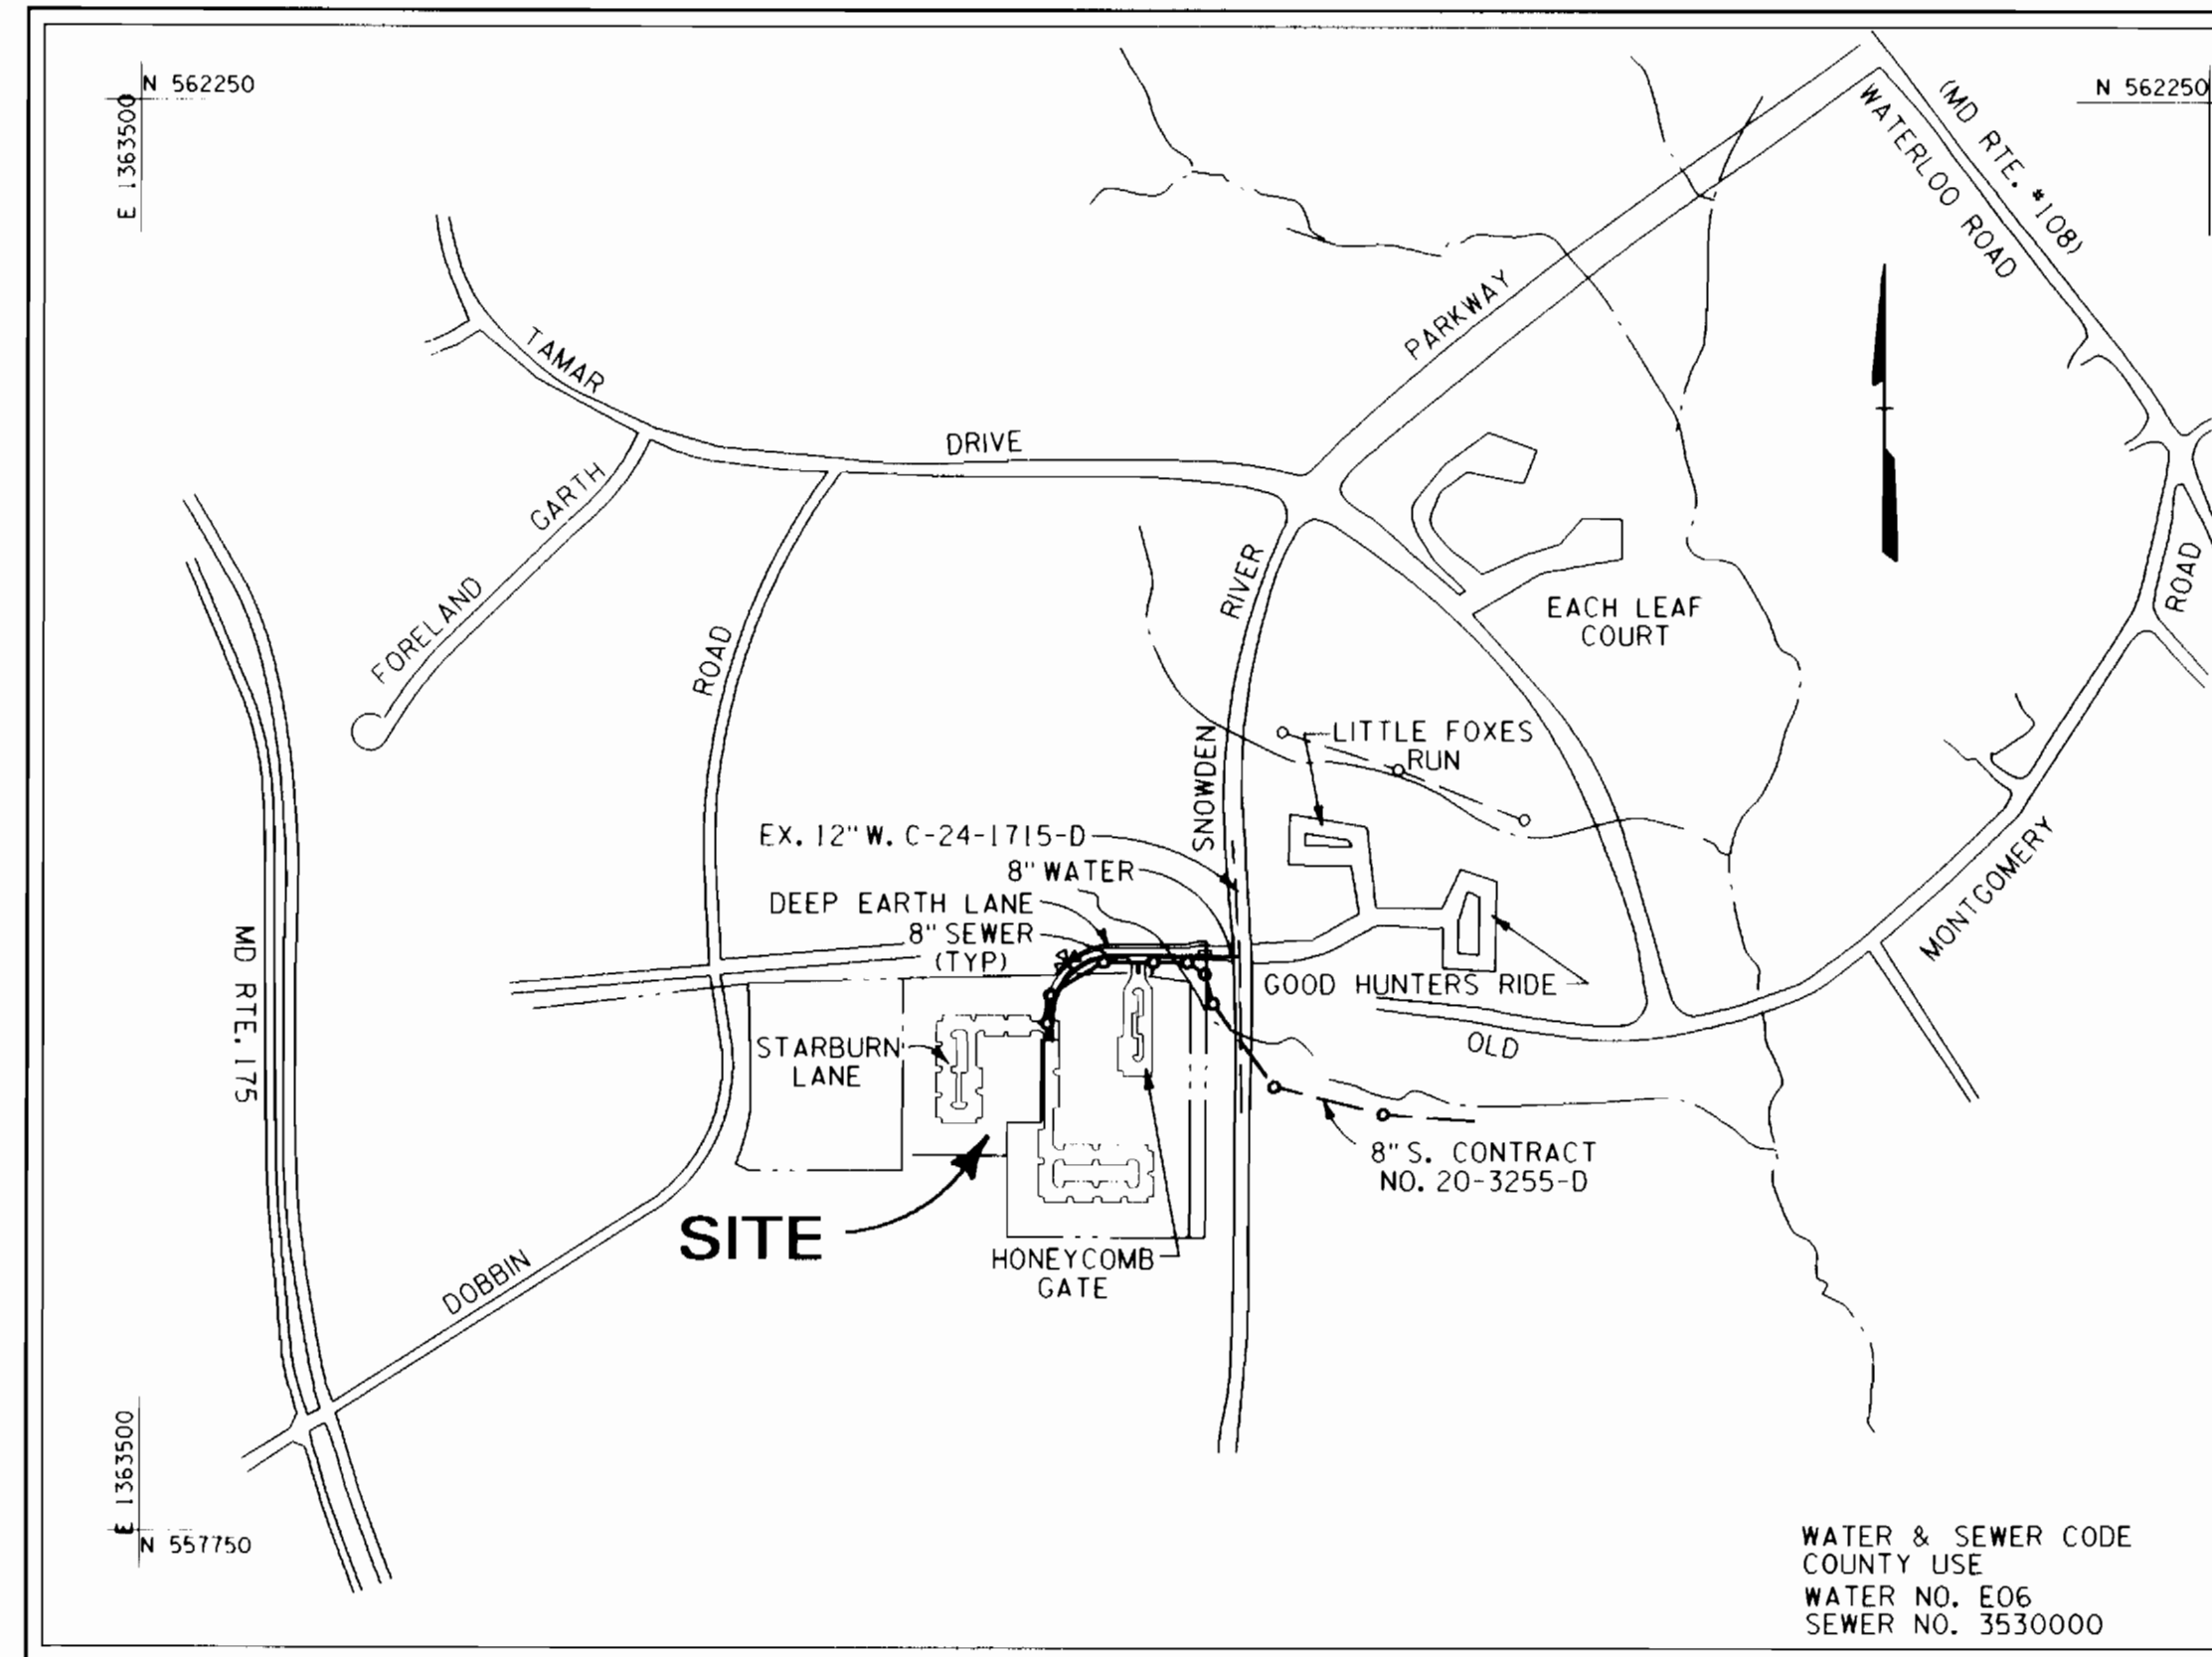 N 562250
E 1363500
N 562250
(MD RTE. #108)
WATERLOO ROAD
PARKWAY
TAMAR
DRIVE
FORELAND GARTH
ROAD
RIVER
SNOWDEN
EACH LEAF
COURT
ROAD
LITTLE FOXES
RUN
EX. 12" W. C-24-1715-D
8" WATER
DEEP EARTH LANE
8" SEWER
(TYP)
MONTGOMERY
MD RTE. 175
GOOD HUNTERS RIDE
OLD
STARBURN
LANE
8" S. CONTRACT
NO. 20-3255-D
SITE
HONEYCOMB
GATE
DOBBIN
E 1363500
N 557750
WATER & SEWER CODE
COUNTY USE
WATER NO. E06
SEWER NO. 3530000